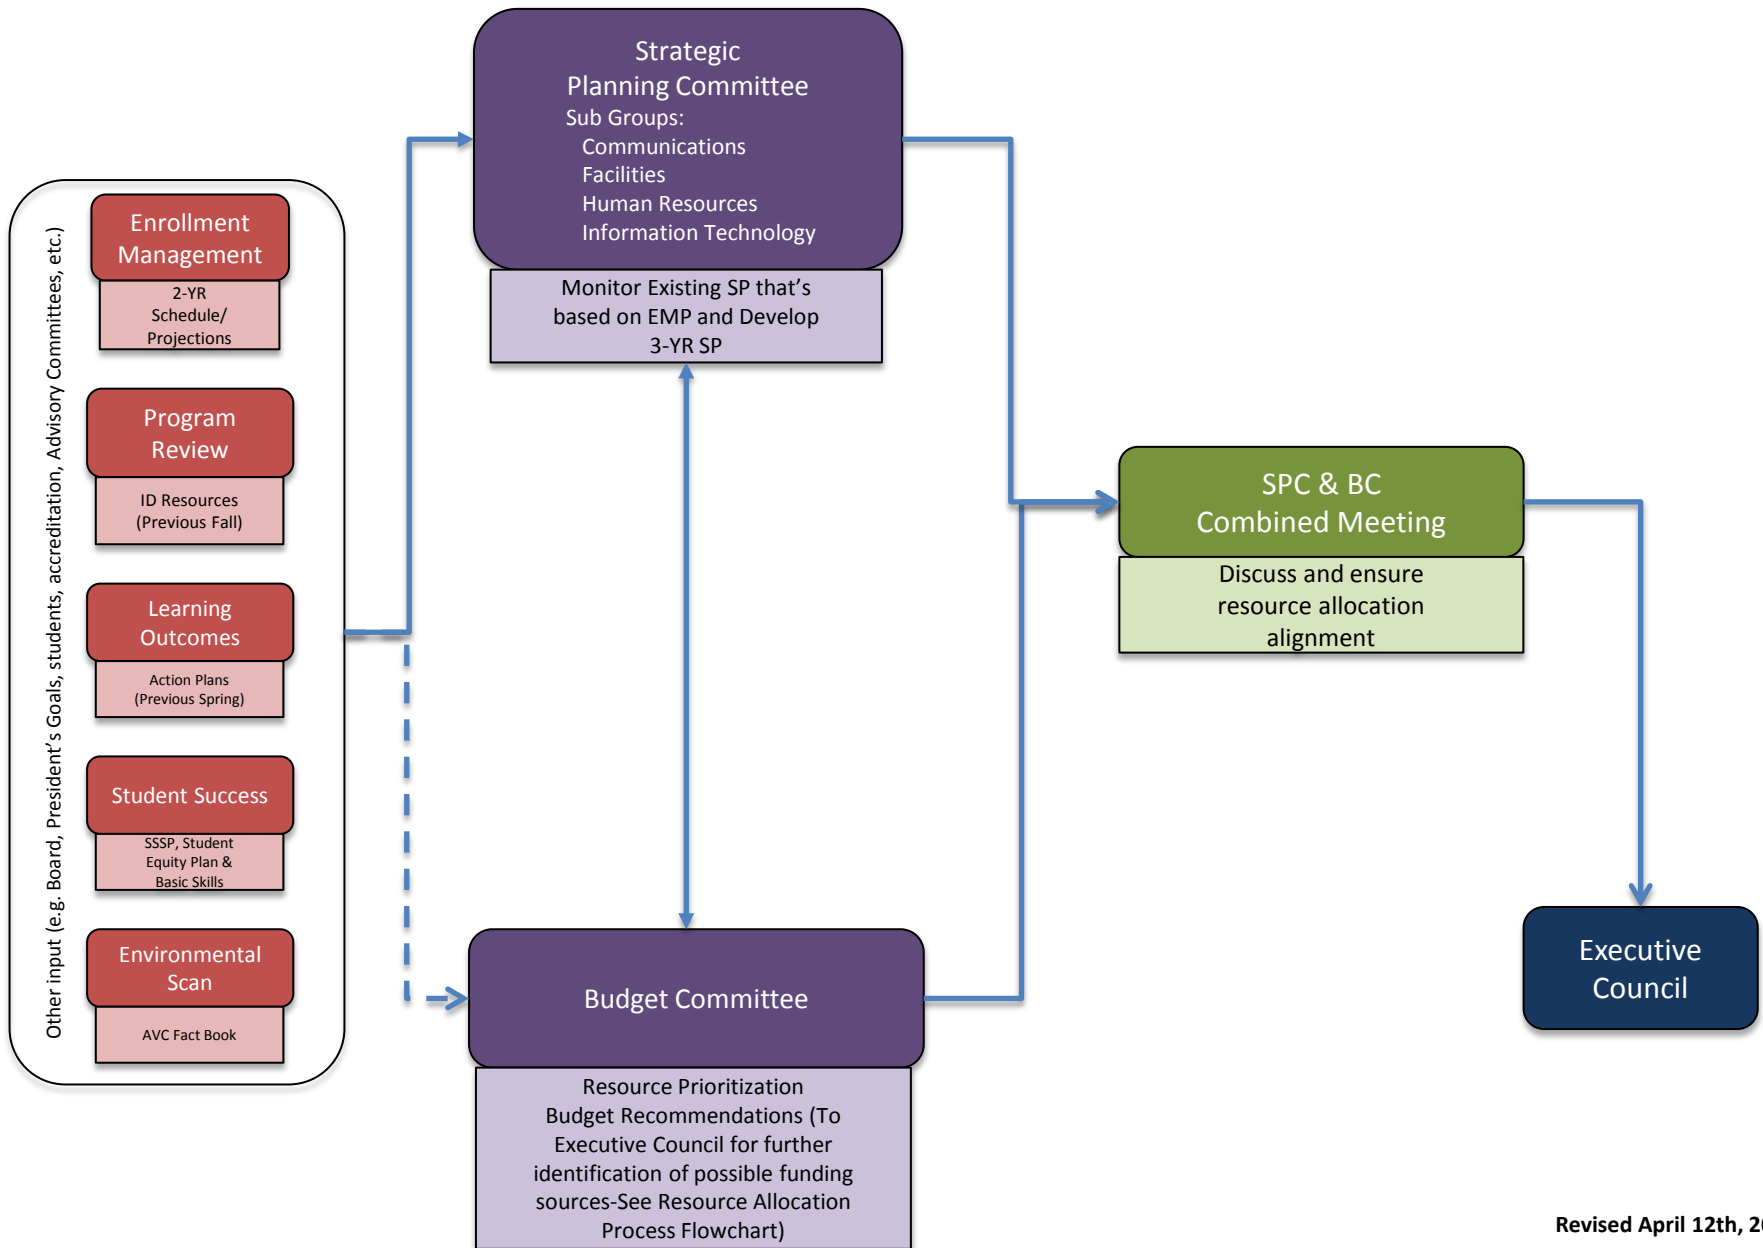 Other input (e.g. Board, President's Goals, students, accreditation, Advisory Committees, etc.)
Enrollment
Management
2-YR
Schedule/
Projections
Program
Review
ID Resources
(Previous Fall)
Learning
Outcomes
Action Plans
(Previous Spring)
Student Success
SSSP, Student
Equity Plan &
Basic Skills
Environmental
Scan
AVC Fact Book
Strategic
Planning Committee
Sub Groups:
Communications
Facilities
Human Resources
Information Technology
Monitor Existing SP that's
based on EMP and Develop
3-YR SP
Budget Committee
Resource Prioritization
Budget Recommendations (To
Executive Council for further
identification of possible funding
sources-See Resource Allocation
Process Flowchart)
SPC & BC
Combined Meeting
Discuss and ensure
resource allocation
alignment
Executive
Council
Revised April 12th,